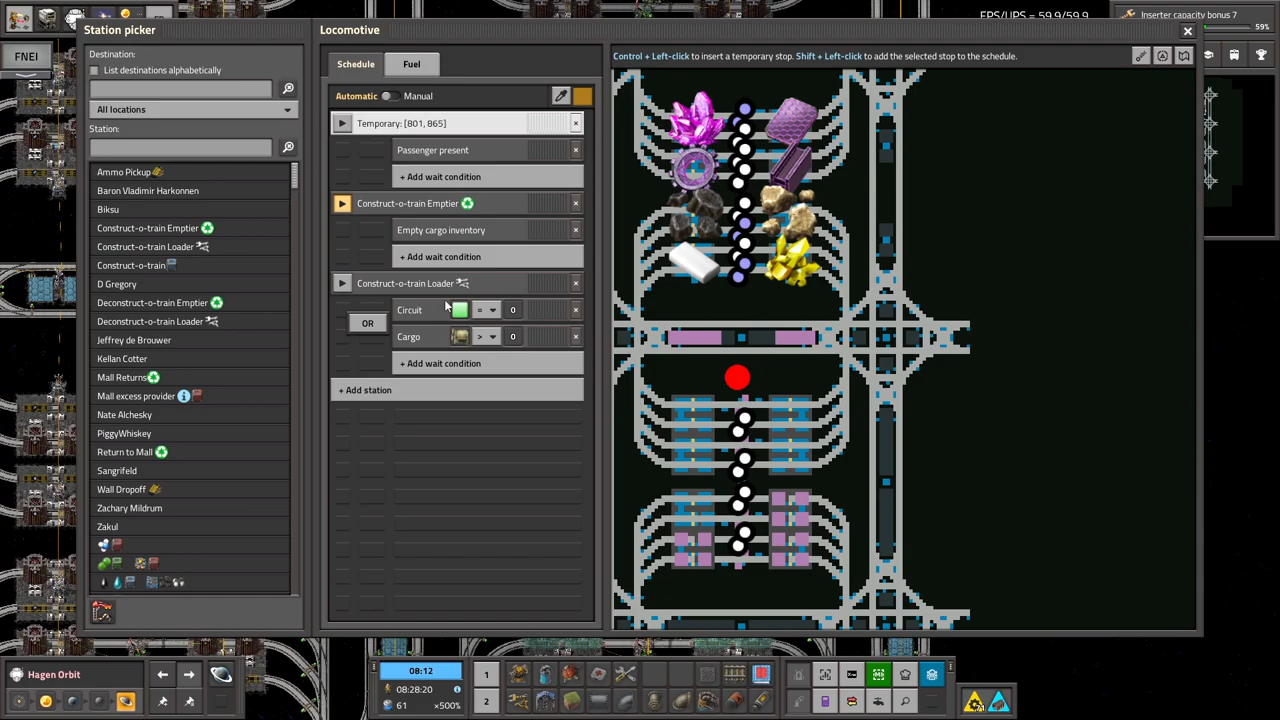 EPS/UPS = 59.9/59.9
Inserter capacity bonus 7
59%
FNEI
Station picker
Destination:
List destinations alphabetically
All locations
Station:
Ammo Pickup
Baron Vladimir Harkonnen
Biksu
Construct-o-train Emptier
Construct-o-train Loader
Construct-o-train
D Gregory
Deconstruct-o-train Emptier
Deconstruct-o-train Loader
Jeffrey de Brouwer
Kellan Cotter
Mall Returns
Mall excess provider
Nate Alchesky
PiggyWhiskey
Return to Mall
Sangrifeld
Wall Dropoff
Zachary Mildrum
Zakul
Locomotive
Schedule
Fuel
Automatic
Manual
Temporary: [801, 865]
Passenger present
+ Add wait condition
Construct-o-train Emptier
Empty cargo inventory
+ Add wait condition
Construct-o-train Loader
Circuit = 0
OR
Cargo > 0
+ Add wait condition
+ Add station
Control + Left-click to insert a temporary stop. Shift + Left-click to add the selected stop to the schedule.
Hagen Orbit
08:12
08:28:20
61
×500%
1
2